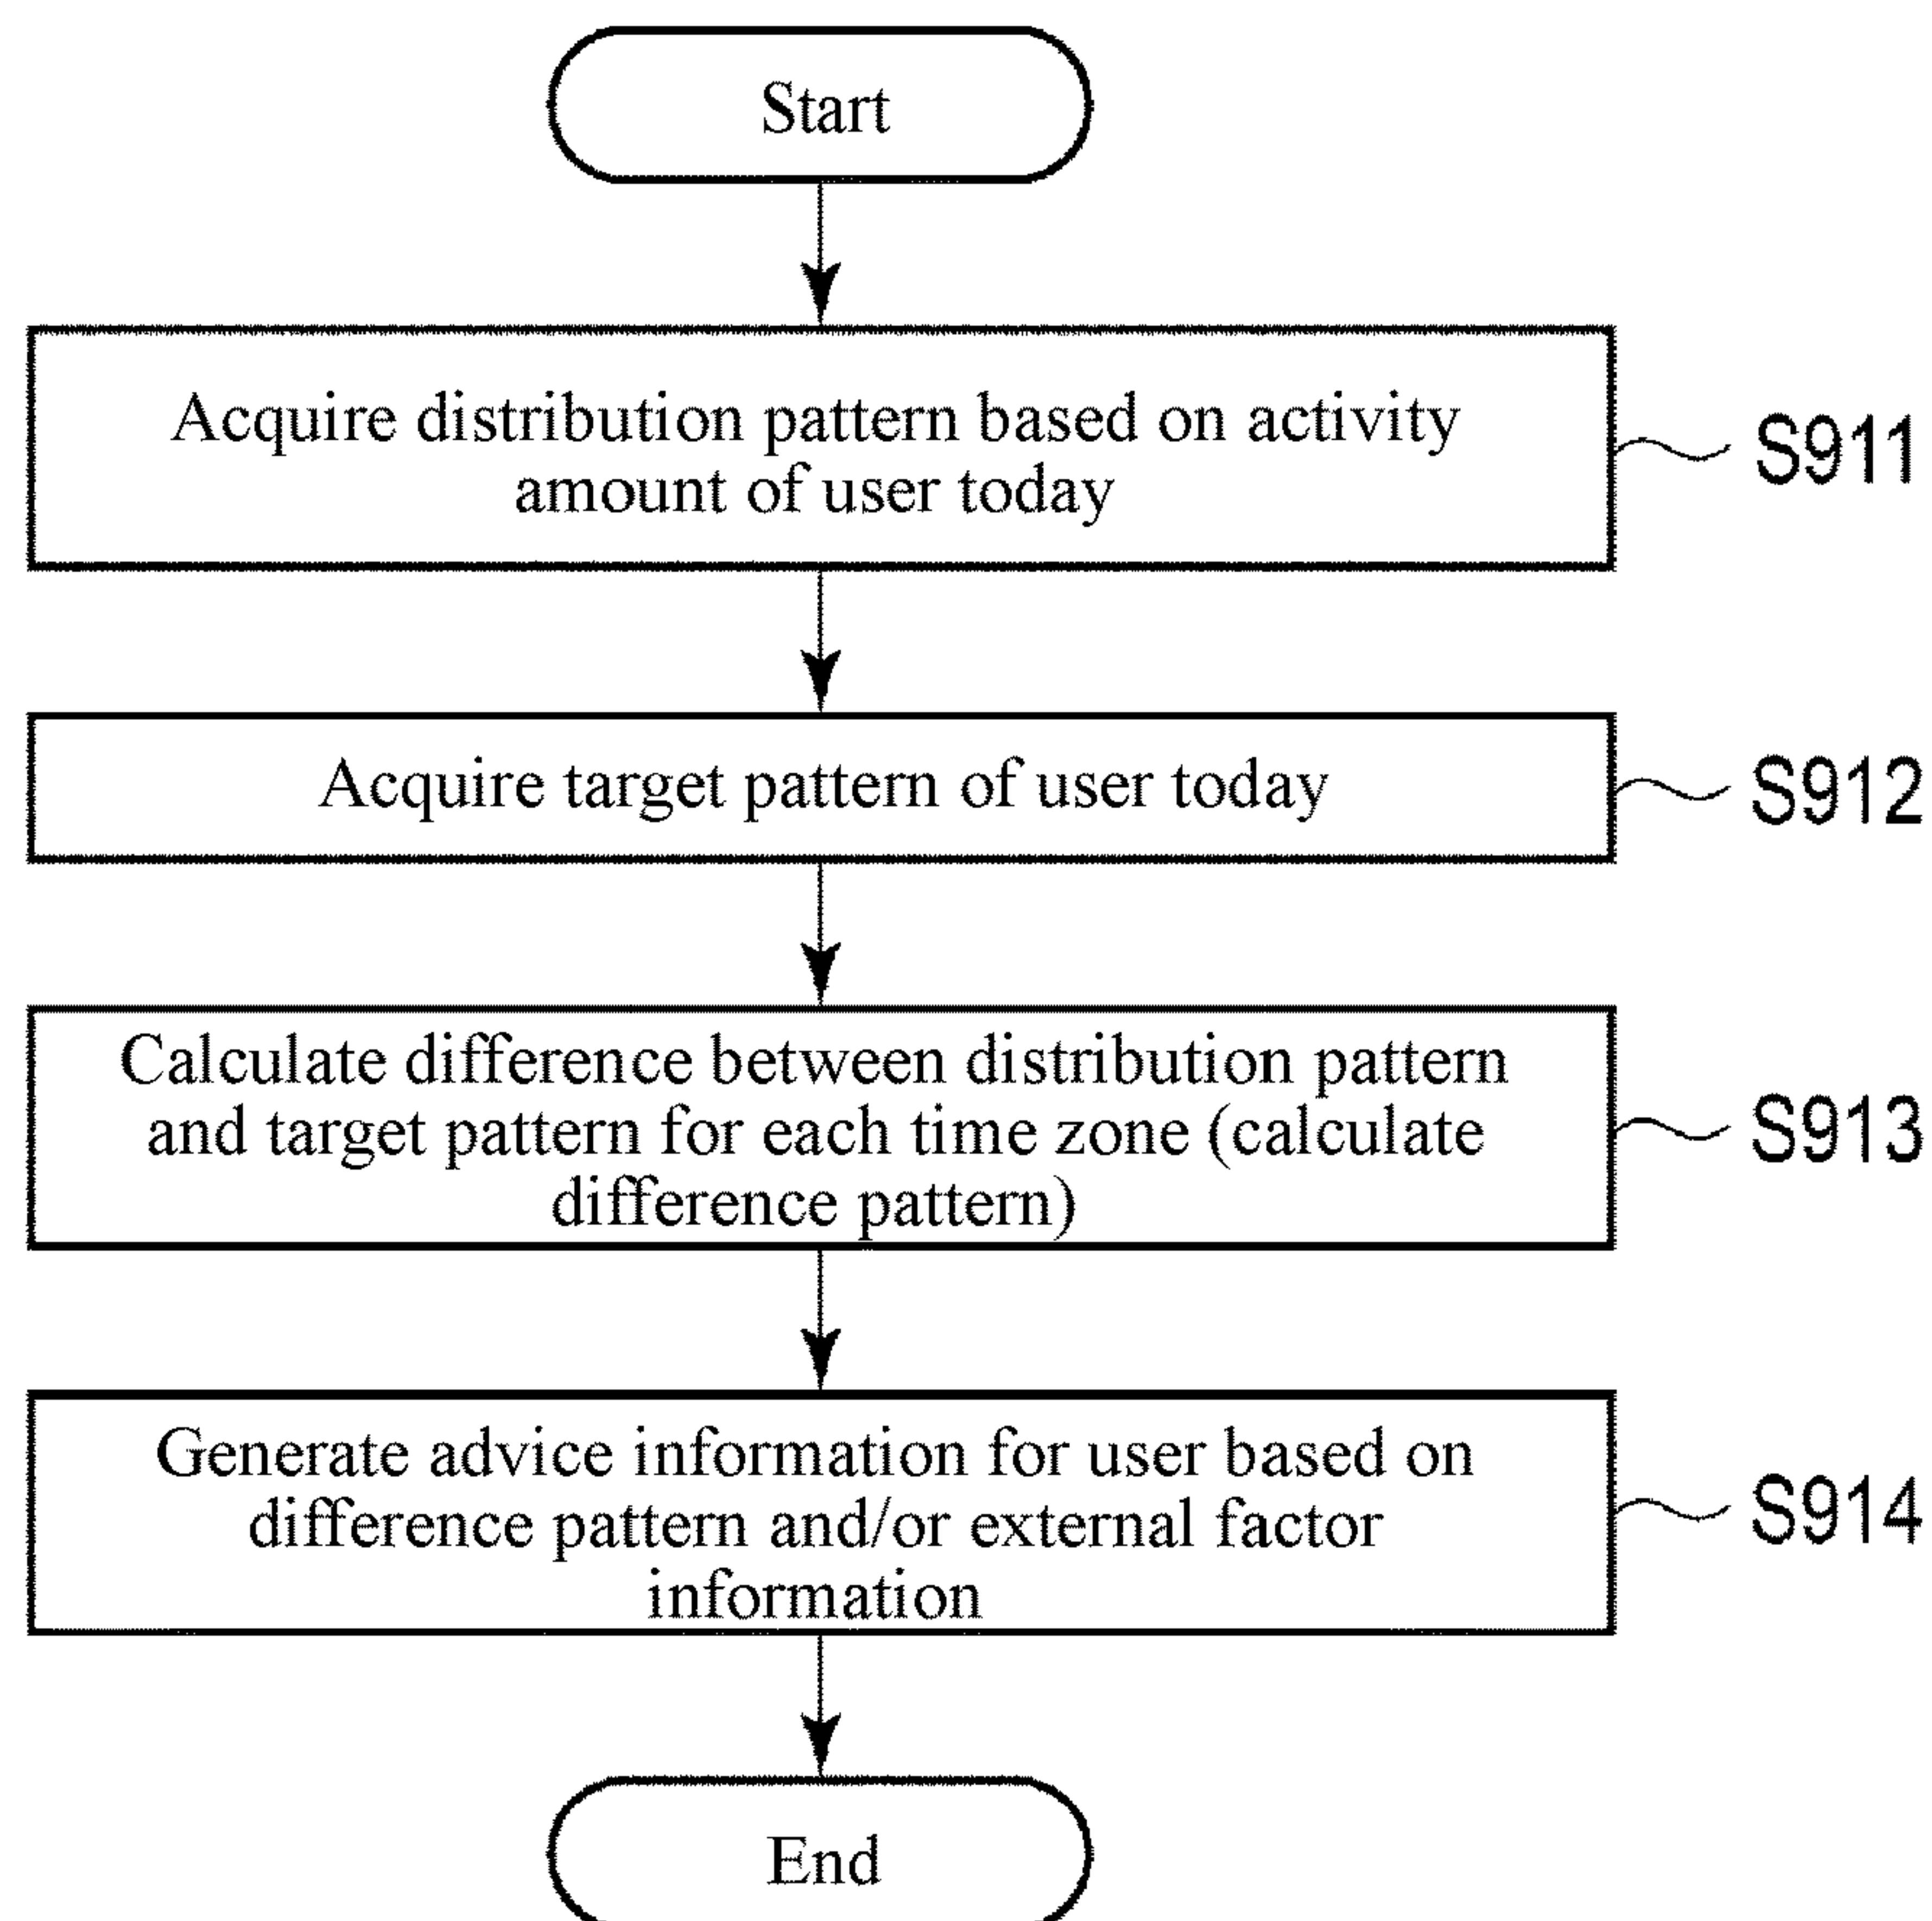 Start
Acquire distribution pattern based on activity
amount of user today
S911
Acquire target pattern of user today
S912
Calculate difference between distribution pattern
and target pattern for each time zone (calculate
difference pattern)
S913
Generate advice information for user based on
difference pattern and/or external factor
information
S914
End